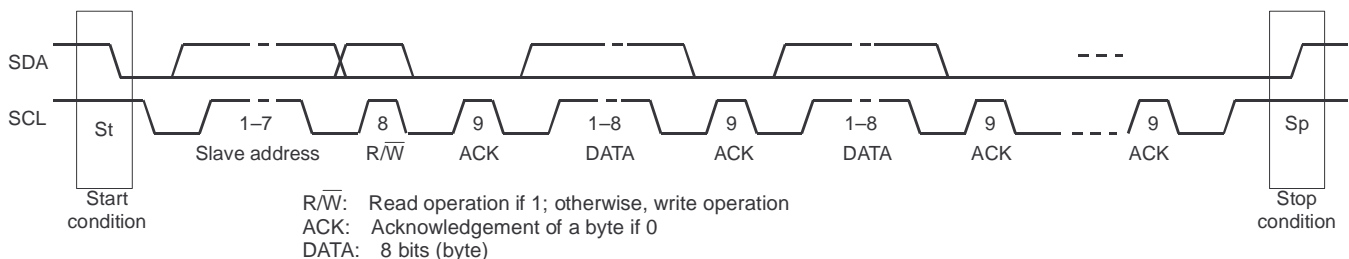 SDA
SCL
St
1–7
8
9
1–8
9
1–8
9
9
Sp
Slave address
R/W̅
ACK
DATA
ACK
DATA
ACK
ACK
Start
condition
Stop
condition
R/W̅: Read operation if 1; otherwise, write operation
ACK: Acknowledgement of a byte if 0
DATA: 8 bits (byte)